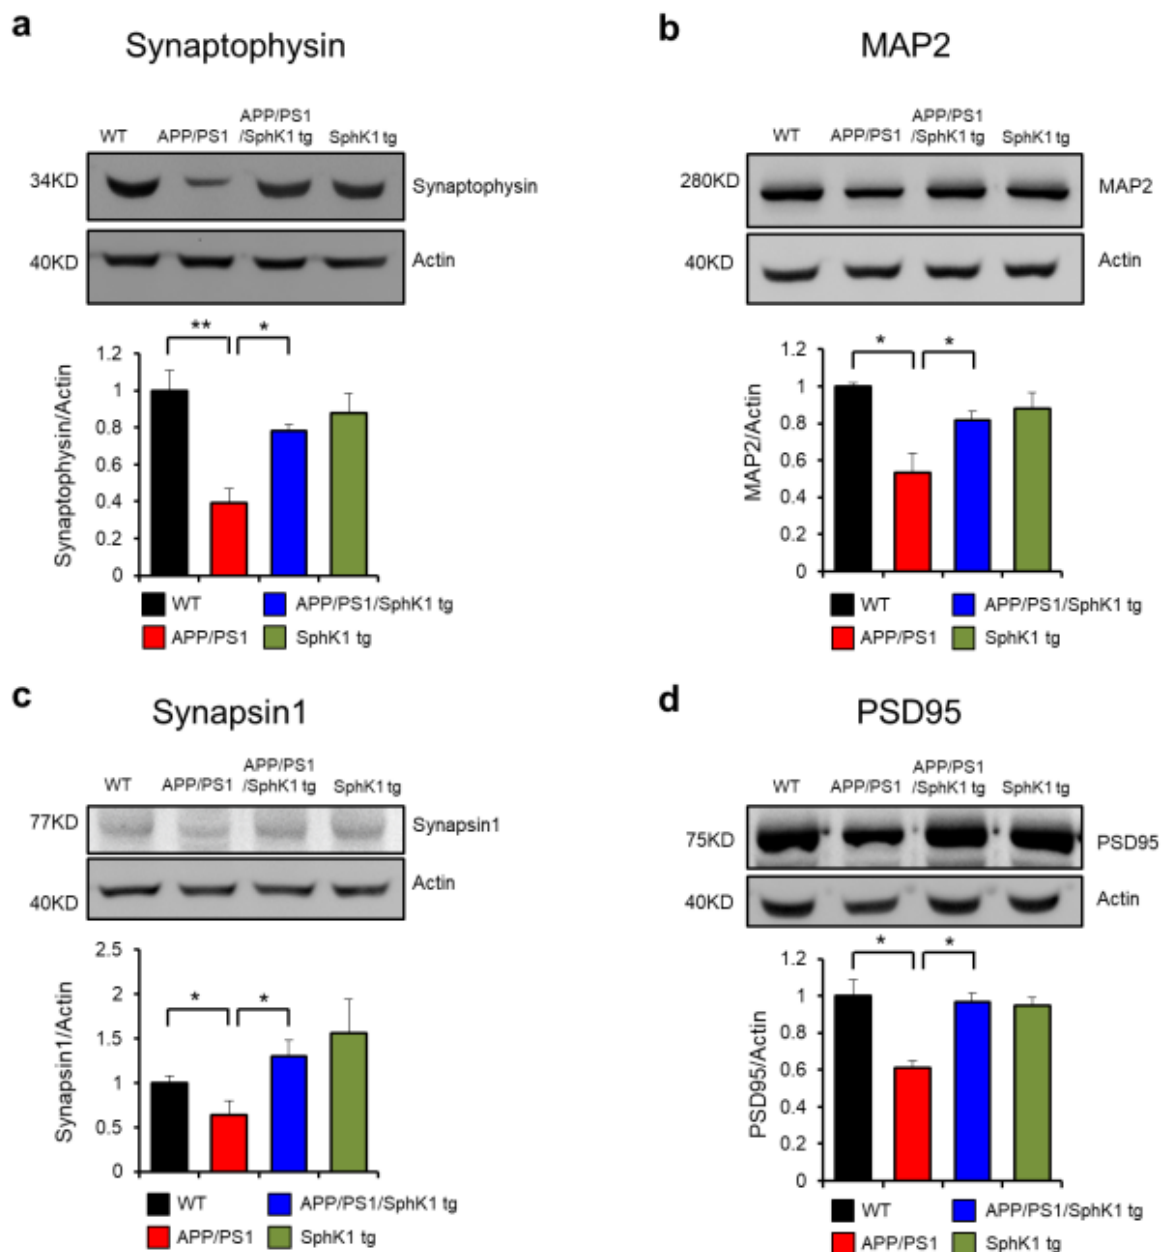 a
Synaptophysin
WT APP/PS1 APP/PS1
/SphK1 tg SphK1 tg
34KD Synaptophysin
40KD Actin
** *
Synaptophysin/Actin
1.2
1
0.8
0.6
0.4
0.2
0
WT APP/PS1/SphK1 tg
APP/PS1 SphK1 tg
b
MAP2
WT APP/PS1 APP/PS1
/SphK1 tg SphK1 tg
280KD MAP2
40KD Actin
* *
MAP2/Actin
1.2
1
0.8
0.6
0.4
0.2
0
WT APP/PS1/SphK1 tg
APP/PS1 SphK1 tg
c
Synapsin1
WT APP/PS1 APP/PS1
/SphK1 tg SphK1 tg
77KD Synapsin1
40KD Actin
* *
Synapsin1/Actin
2.5
2
1.5
1
0.5
0
WT APP/PS1/SphK1 tg
APP/PS1 SphK1 tg
d
PSD95
WT APP/PS1 APP/PS1
/SphK1 tg SphK1 tg
75KD PSD95
40KD Actin
* *
PSD95/Actin
1.2
1
0.8
0.6
0.4
0.2
0
WT APP/PS1/SphK1 tg
APP/PS1 SphK1 tg